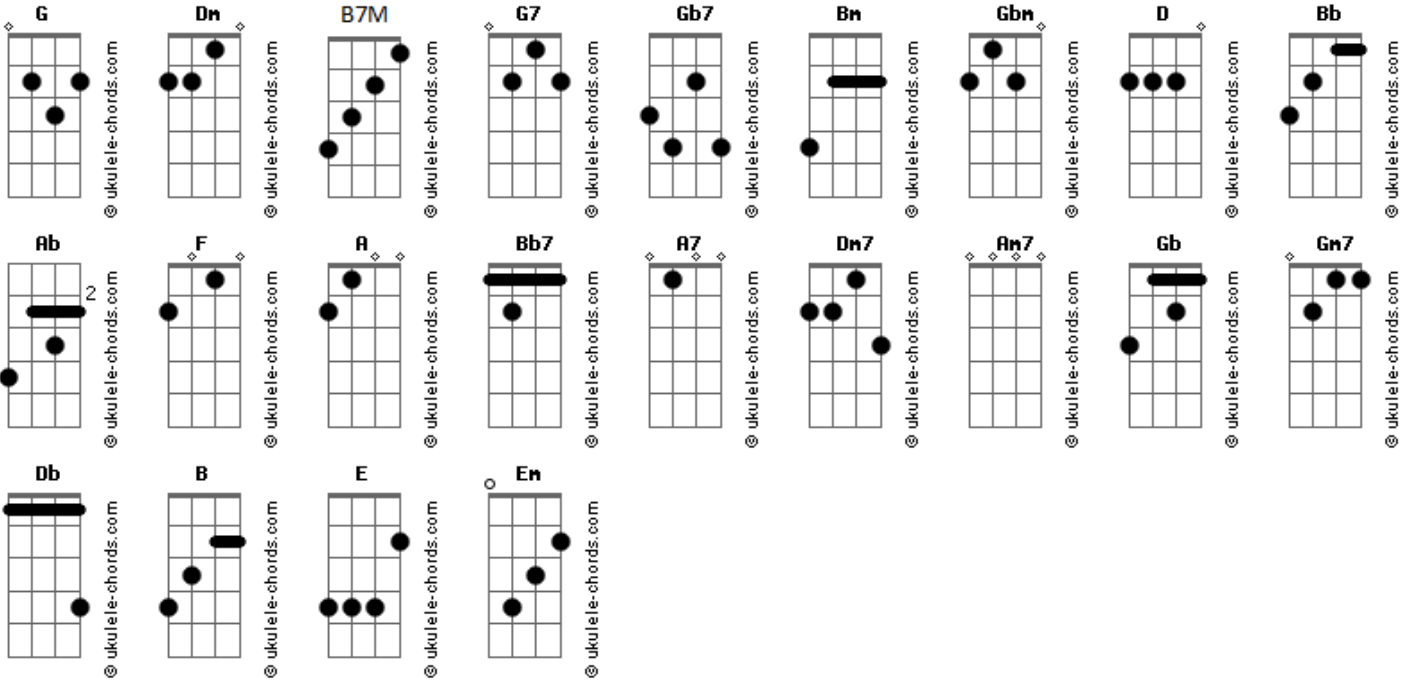 G Dm B7M G7 Gb7 Bm Gbm D Bb
© ukulele-chords.com © ukulele-chords.com © ukulele-chords.com © ukulele-chords.com © ukulele-chords.com © ukulele-chords.com © ukulele-chords.com © ukulele-chords.com © ukulele-chords.com
Ab F A Bb7 A7 Dm7 Am7 Gb Gm7
2
© ukulele-chords.com © ukulele-chords.com © ukulele-chords.com © ukulele-chords.com © ukulele-chords.com © ukulele-chords.com © ukulele-chords.com © ukulele-chords.com © ukulele-chords.com
Db B E Em
© ukulele-chords.com © ukulele-chords.com © ukulele-chords.com © ukulele-chords.com